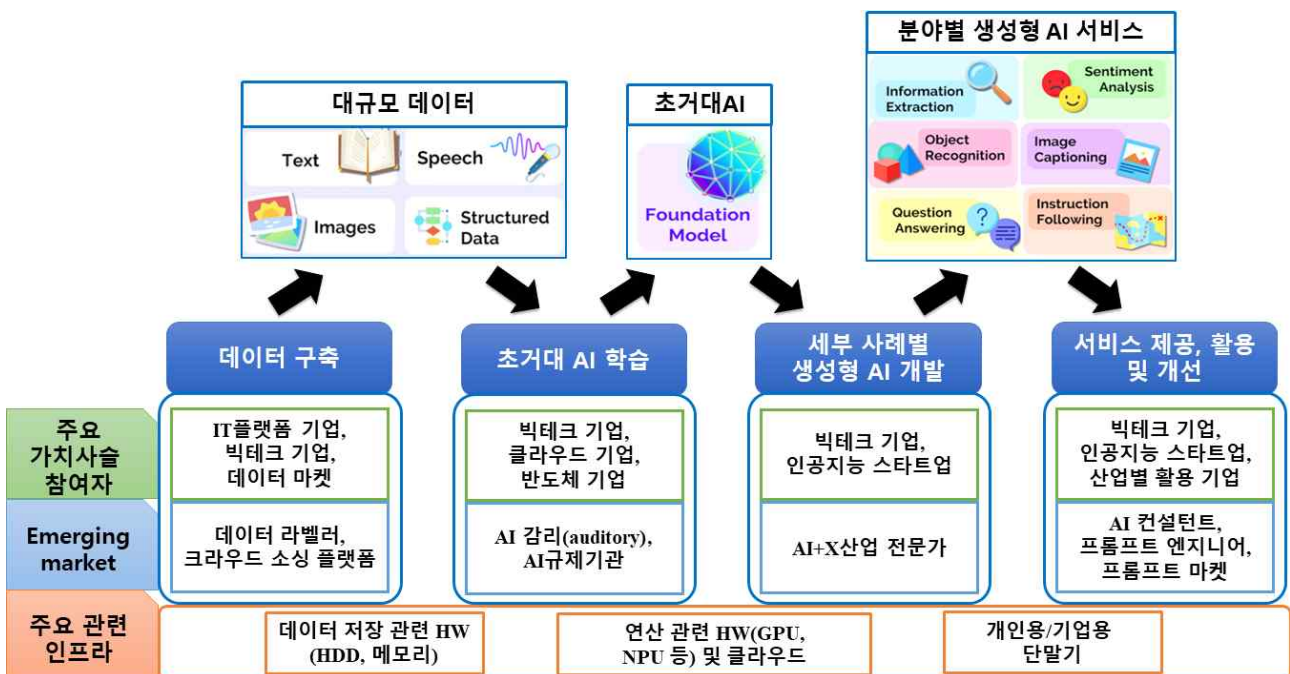 분야별 생성형 AI 서비스
대규모 데이터
초거대AI
Text
Speech
Images
Structured
Data
Foundation
Model
Information
Extraction
Sentiment
Analysis
Object
Recognition
Image
Captioning
Question
Answering
Instruction
Following
데이터 구축
초거대 AI 학습
세부 사례별
생성형 AI 개발
서비스 제공, 활용
및 개선
주요
가치사슬
참여자
IT플랫폼 기업,
빅테크 기업,
데이터 마켓
빅테크 기업,
클라우드 기업,
반도체 기업
빅테크 기업,
인공지능 스타트업
빅테크 기업,
인공지능 스타트업,
산업별 활용 기업
Emerging
market
데이터 라벨러,
크라우드 소싱 플랫폼
AI 감리(auditory),
AI규제기관
AI+X산업 전문가
AI 컨설턴트,
프롬프트 엔지니어,
프롬프트 마켓
주요 관련
인프라
데이터 저장 관련 HW
(HDD, 메모리)
연산 관련 HW(GPU,
NPU 등) 및 클라우드
개인용/기업용
단말기